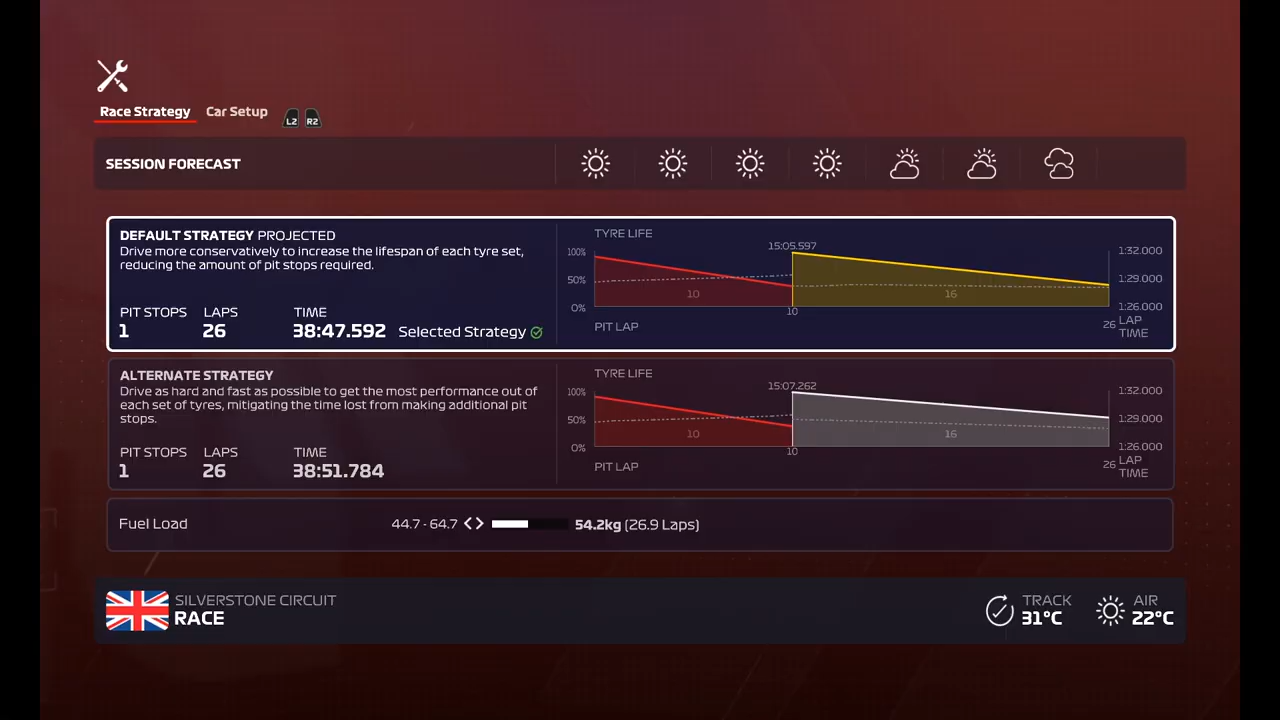 Race Strategy Car Setup L2 R2
SESSION FORECAST
DEFAULT STRATEGY PROJECTED
Drive more conservatively to increase the lifespan of each tyre set,
reducing the amount of pit stops required.
PIT STOPS LAPS TIME
1 26 38:47.592 Selected Strategy
TYRE LIFE
15:05.597
100%
50%
0%
10 16
1:32.000
1:29.000
1:26.000
10
26 LAP
TIME
PIT LAP
ALTERNATE STRATEGY
Drive as hard and fast as possible to get the most performance out of
each set of tyres, mitigating the time lost from making additional pit
stops.
PIT STOPS LAPS TIME
1 26 38:51.784
TYRE LIFE
15:07.262
100%
50%
0%
10 16
1:32.000
1:29.000
1:26.000
10
26 LAP
TIME
PIT LAP
Fuel Load 44.7 - 64.7 <> 54.2kg (26.9 Laps)
SILVERSTONE CIRCUIT
RACE
TRACK
31°C
AIR
22°C